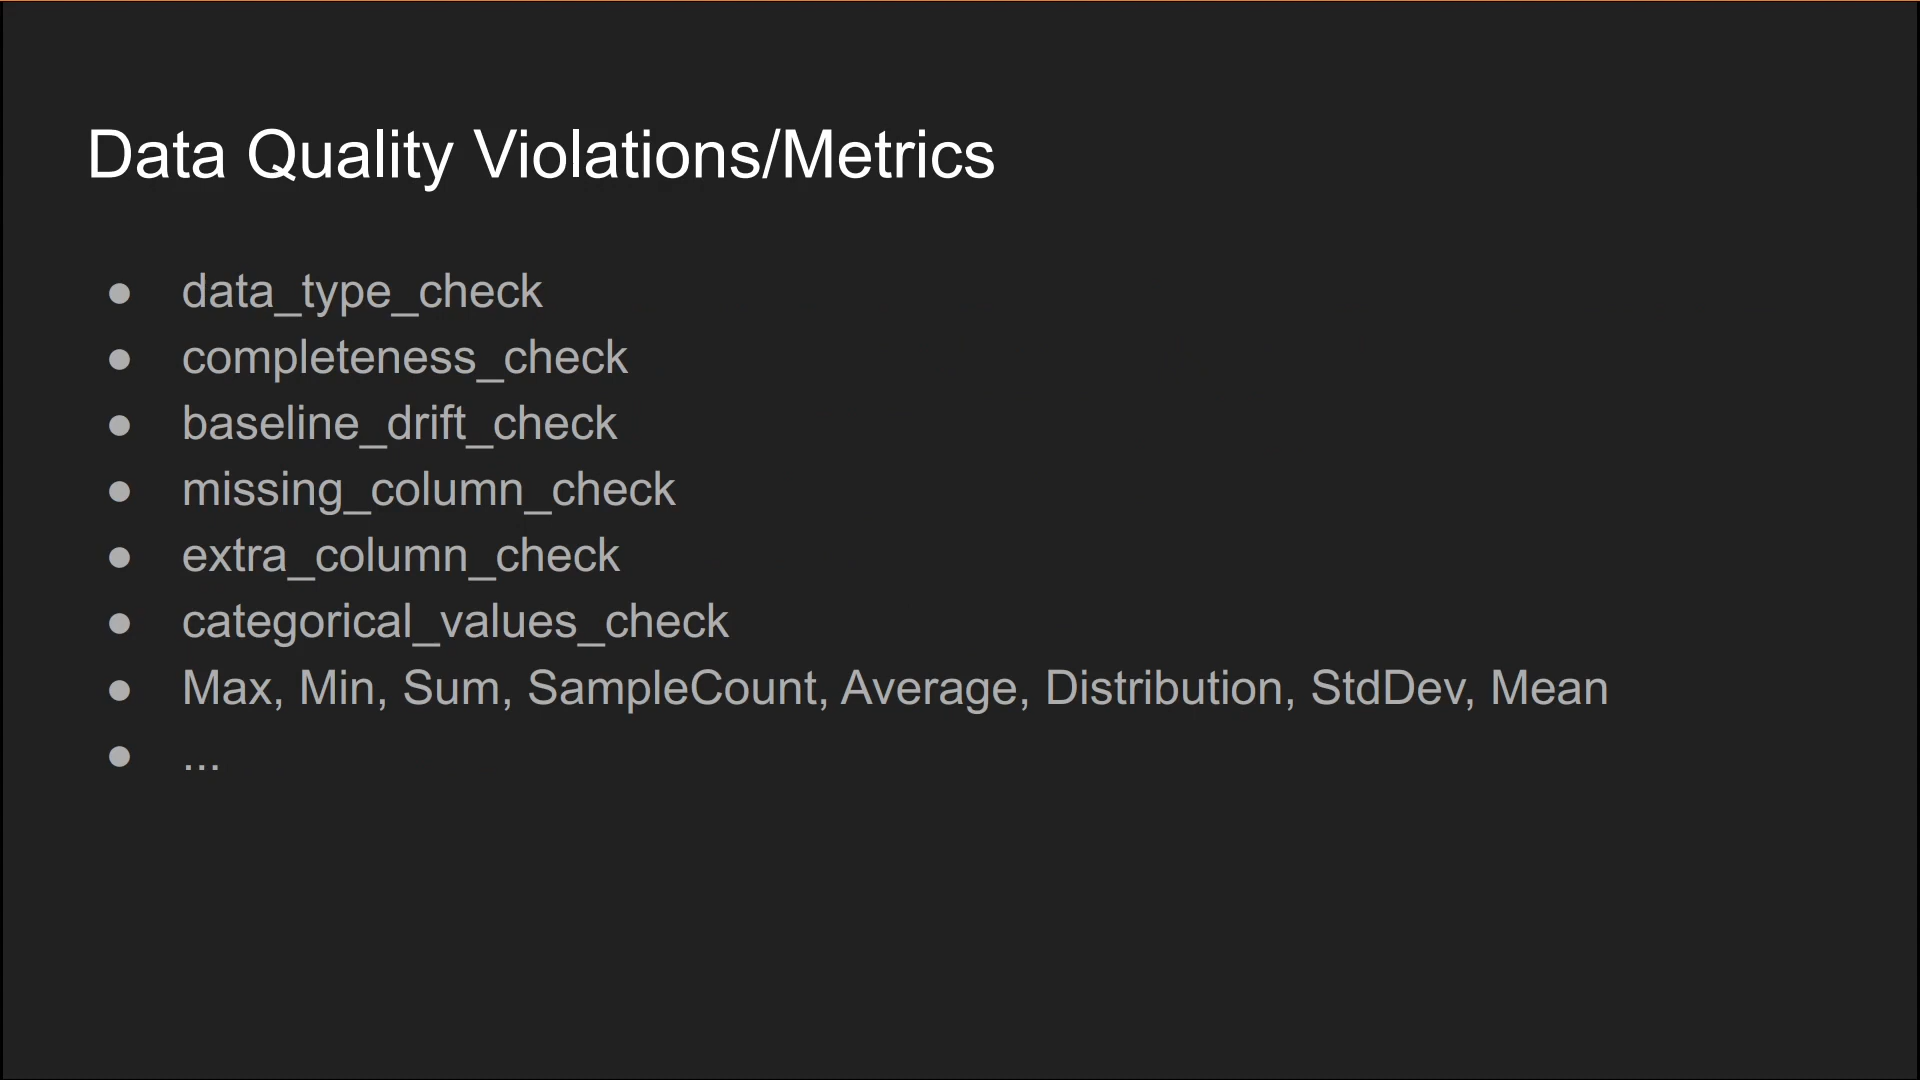 Data Quality Violations/Metrics
● data_type_check
● completeness_check
● baseline_drift_check
● missing_column_check
● extra_column_check
● categorical_values_check
● Max, Min, Sum, SampleCount, Average, Distribution, StdDev, Mean
● ...